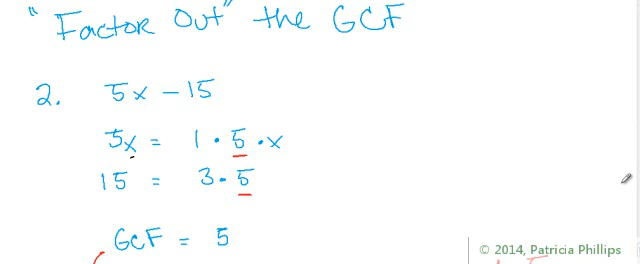 "Factor Out" the GCF
2. 5x - 15
5x = 1 · 5 · x
15 = 3 · 5
GCF = 5
© 2014, Patricia Phillips